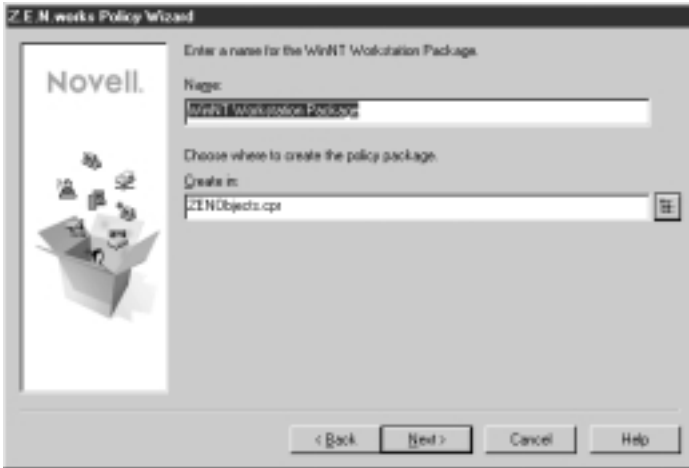 Z.E.N.works Policy Wizard
Novell.
Enter a name for the WinNT Workstation Package.
Name:
WinNT Workstation Package
Choose where to create the policy package.
Create in:
ZENObjects.cpr
< Back
Next >
Cancel
Help